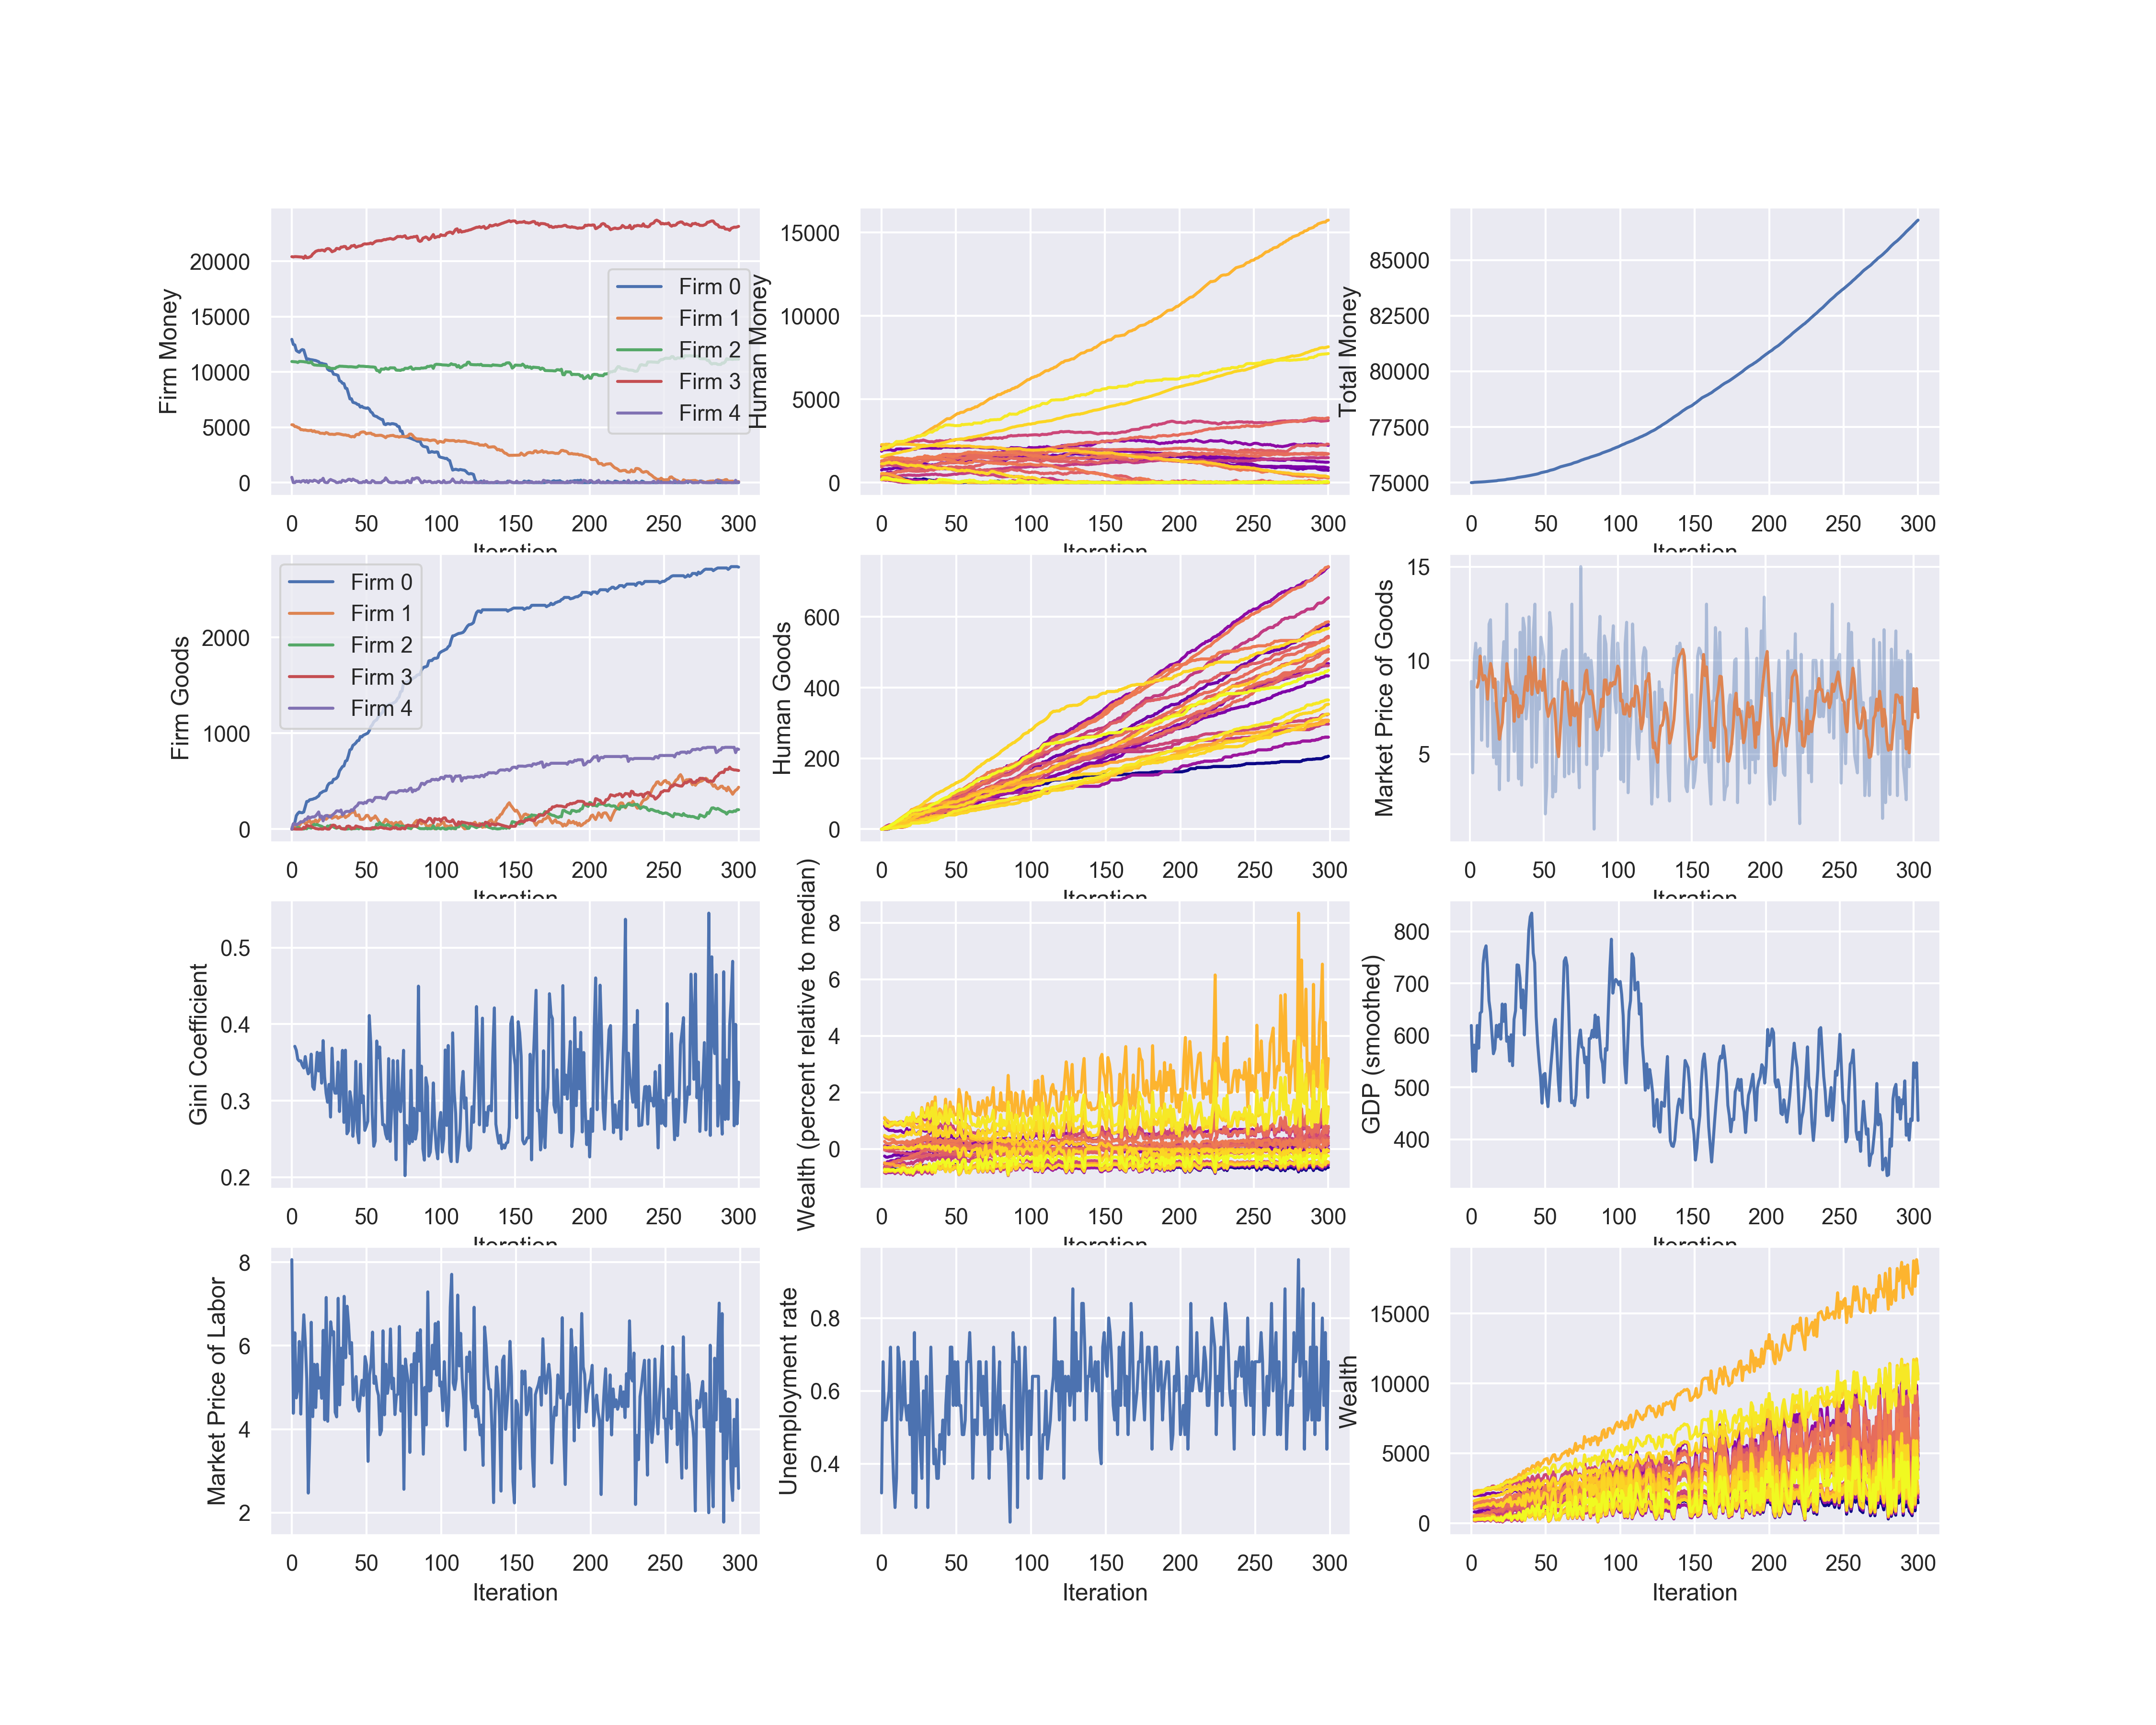 Firm Money
20000
15000
10000
5000
0
Firm 0
Firm 1
Firm 2
Firm 3
Firm 4
0 50 100 150 200 250 300
Iteration
Human Money
15000
10000
5000
0
0 50 100 150 200 250 300
Iteration
Total Money
85000
82500
80000
77500
75000
0 50 100 150 200 250 300
Iteration
Firm Goods
2000
1000
0
Firm 0
Firm 1
Firm 2
Firm 3
Firm 4
0 50 100 150 200 250 300
Iteration
Human Goods
600
400
200
0
0 50 100 150 200 250 300
Iteration
Market Price of Goods
15
10
5
0 50 100 150 200 250 300
Iteration
Gini Coefficient
0.5
0.4
0.3
0.2
0 50 100 150 200 250 300
Iteration
Wealth (percent relative to median)
8
6
4
2
0
0 50 100 150 200 250 300
Iteration
GDP (smoothed)
800
700
600
500
400
0 50 100 150 200 250 300
Iteration
Market Price of Labor
8
6
4
2
0 50 100 150 200 250 300
Iteration
Unemployment rate
0.8
0.6
0.4
0 50 100 150 200 250 300
Iteration
Wealth
15000
10000
5000
0
0 50 100 150 200 250 300
Iteration